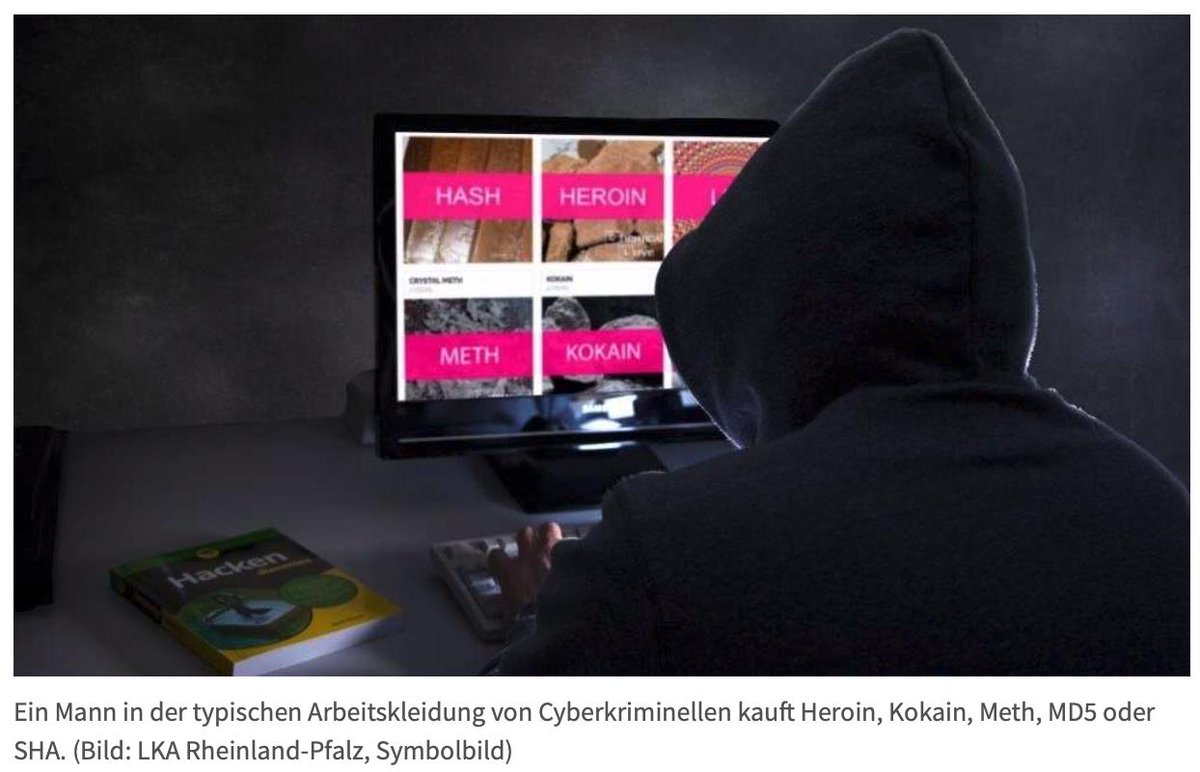 HASH
HEROIN
L
CRYSTAL METH
KOKAIN
METH
KOKAIN
Hacken
Ein Mann in der typischen Arbeitskleidung von Cyberkriminellen kauft Heroin, Kokain, Meth, MD5 oder
SHA. (Bild: LKA Rheinland-Pfalz, Symbolbild)